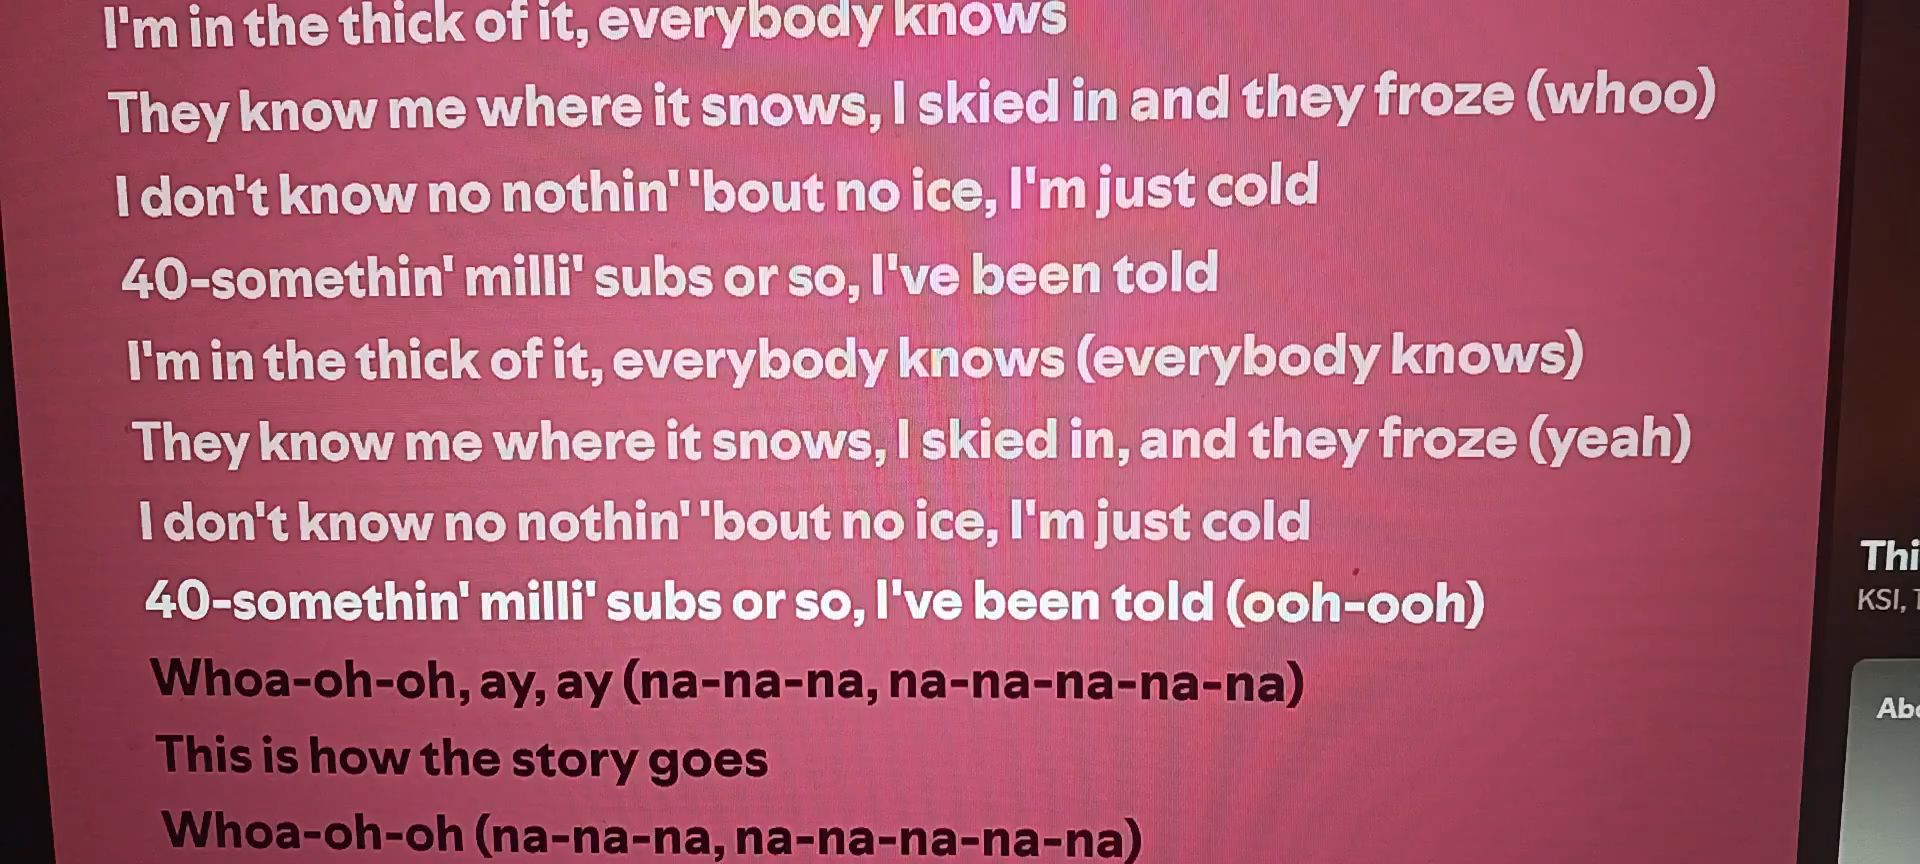 I'm in the thick of it, everybody knows
They know me where it snows, I skied in and they froze (whoo)
I don't know no nothin' 'bout no ice, I'm just cold
40-somethin' milli' subs or so, I've been told
I'm in the thick of it, everybody knows (everybody knows)
They know me where it snows, I skied in, and they froze (yeah)
I don't know no nothin' 'bout no ice, I'm just cold
40-somethin' milli' subs or so, I've been told (ooh-ooh)
Whoa-oh-oh, ay, ay (na-na-na, na-na-na-na-na)
This is how the story goes
Whoa-oh-oh (na-na-na, na-na-na-na-na)
Thi
KSI,
Abo